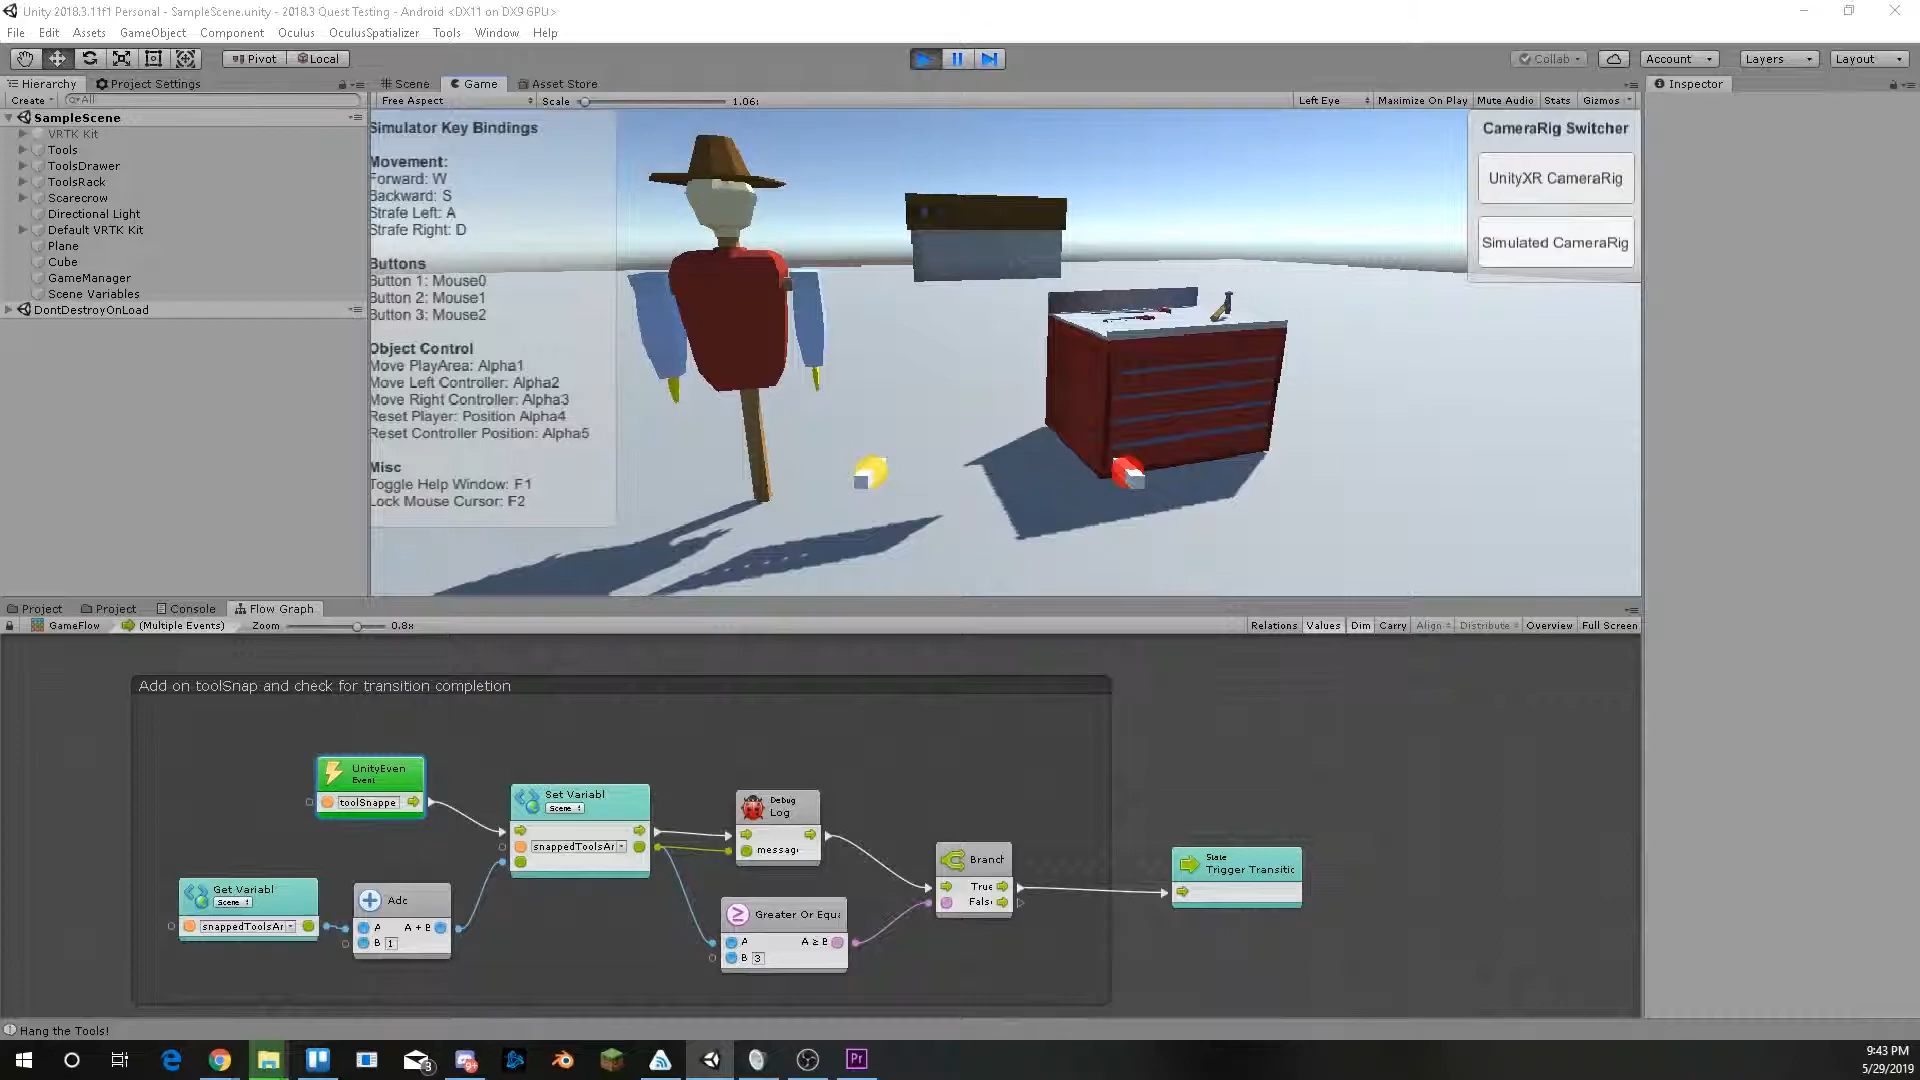 Unity 2018.3.11f1 Personal - SampleScene.unity - 2018.3 Quest Testing - Android <DX11 on DX9 GPU>
File Edit Assets GameObject Component Oculus OculusSpatializer Tools Window Help
Pivot Local Collab Account Layers Layout
Hierarchy Project Settings Scene Game Asset Store Inspector
Create All Free Aspect Scale 1.06: Left Eye Maximize On Play Mute Audio Stats Gizmos
SampleScene
VRTK Kit
Tools
ToolsDrawer
ToolsRack
Scarecrow
Directional Light
Default VRTK Kit
Plane
Cube
GameManager
Scene Variables
DontDestroyOnLoad
Simulator Key Bindings
Movement:
Forward: W
Backward: S
Strafe Left: A
Strafe Right: D
Buttons
Button 1: Mouse0
Button 2: Mouse1
Button 3: Mouse2
Object Control
Move PlayArea: Alpha1
Move Left Controller: Alpha2
Move Right Controller: Alpha3
Reset Player: Position Alpha4
Reset Controller Position: Alpha5
Misc
Toggle Help Window: F1
Lock Mouse Cursor: F2
CameraRig Switcher
UnityXR CameraRig
Simulated CameraRig
Project Project Console Flow Graph
GameFlow (Multiple Events) Zoom 0.8x Relations Values Dim Carry Align Distribute Overview Full Screen
Add on toolSnap and check for transition completion
UnityEven
Event
toolSnappe
Set Variabl
Scene
snappedToolsAr
Debug
Log
messag
Branch
True
Fals
State
Trigger Transitic
Get Variabl
Scene
snappedToolsAr
Adc
A A + B
B 1
Greater Or Equa
A A ≥ B
B 3
Hang the Tools!
3
Pr
9:43 PM
5/29/2019